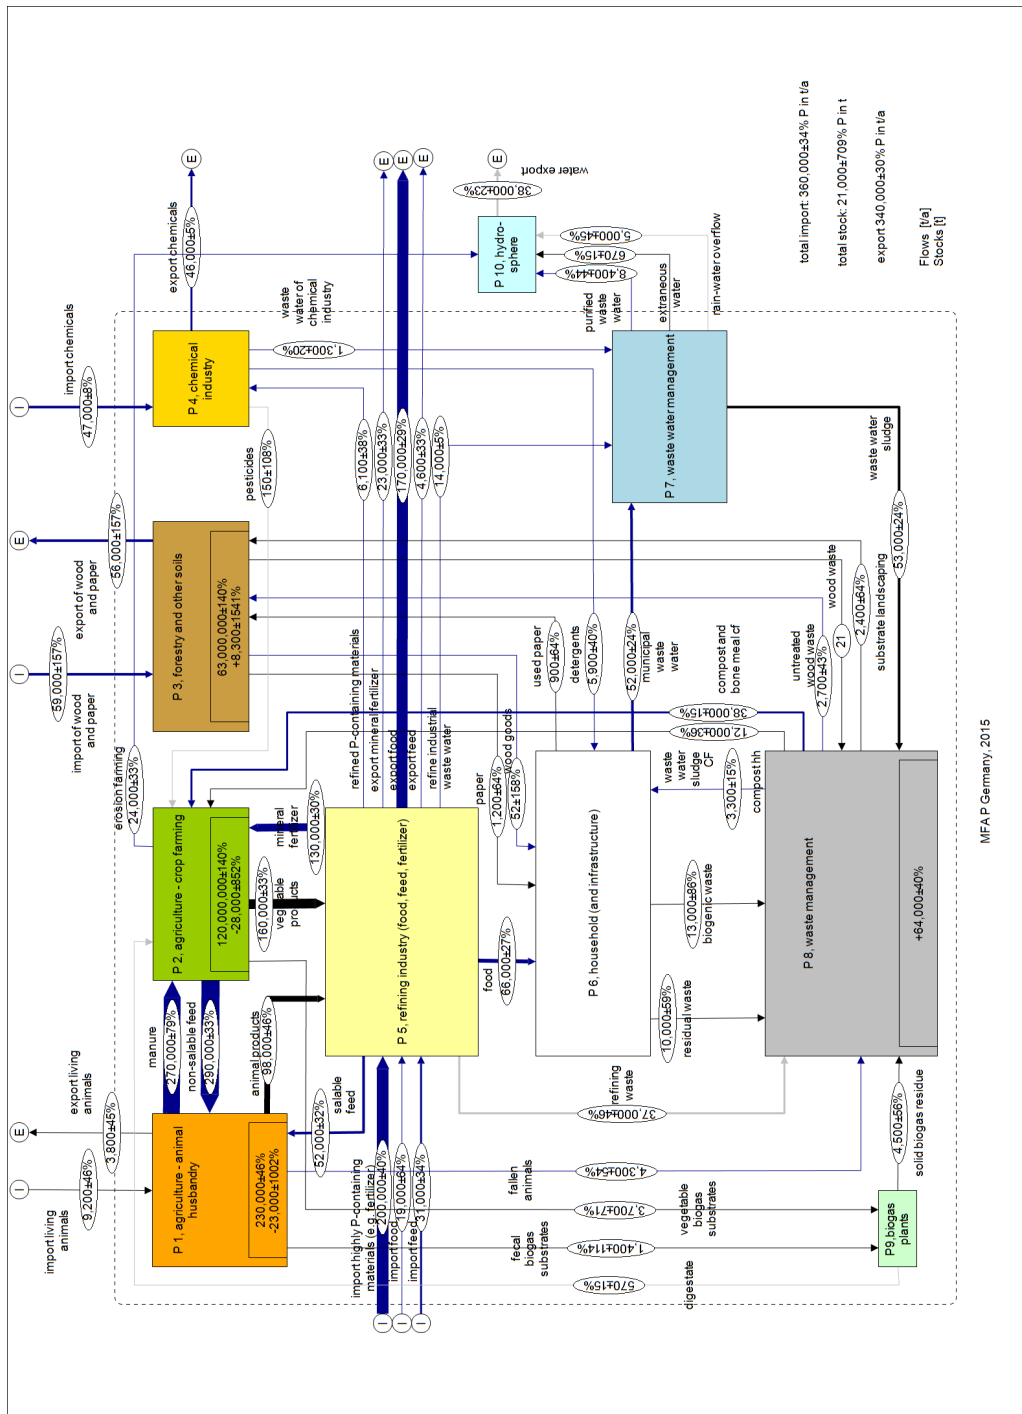 I
import living
animals
9,200±46%
E
export living
animals
3,800±45%
P 1, agriculture - animal
husbandry
230,000±46%
-23,000±1002%
manure
270,000±79%
non-salable feed
290,000±33%
animal products
98,000±46%
salable
feed
52,000±32%
P 2, agriculture - crop farming
120,000,000±140%
-28,000±852%
erosion farming
24,000±33%
mineral
fertilizer
130,000±30%
160,000±33%
vegetable
products
I
import of wood
and paper
59,000±157%
E
export of wood
and paper
56,000±157%
P 3, forestry and other soils
63,000,000±140%
+8,300±1541%
pesticides
150±108%
I
import chemicals
47,000±8%
P 4, chemical
industry
export chemicals
46,000±5%
E
waste
water of
chemical
industry
1,300±20%
I
import highly P-containing
materials (e.g. fertilizer)
200,000±40%
I
import food
19,000±64%
I
import feed
31,000±34%
P 5, refining industry (food, feed, fertilizer)
refined P-containing materials
6,100±38%
export mineral fertilizer
23,000±33%
E
export food
170,000±29%
E
export feed
4,600±33%
E
refine industrial
waste water
14,000±5%
food
66,000±27%
paper
1,200±64%
wood goods
52±158%
used paper
900±64%
detergents
5,900±40%
P 6, household (and infrastructure)
52,000±24%
municipal
waste
water
P 10, hydro-
sphere
38,000±23%
water export
E
8,400±44%
purified
waste
water
670±15%
extraneous
water
5,000±45%
rain-water overflow
P 7, waste water management
waste water
sludge
53,000±24%
compost and
bone meal cf
38,000±15%
12,000±36%
waste
water
sludge
CF
3,300±15%
compost hh
untreated
wood waste
2,700±43%
wood waste
21
2,400±64%
substrate landscaping
13,000±86%
biogenic waste
10,000±59%
residual waste
refining
waste
37,000±46%
fallen
animals
4,300±54%
vegetable
biogas
substrates
3,700±71%
fecal
biogas
substrates
1,400±114%
digestate
570±15%
P 8, waste management
+64,000±40%
P9, biogas
plants
4,500±56%
solid biogas residue
total import: 360,000±34% P in t/a
total stock: 21,000±709% P in t
export 340,000±30% P in t/a
Flows [t/a]
Stocks [t]
MFA P Germany, 2015